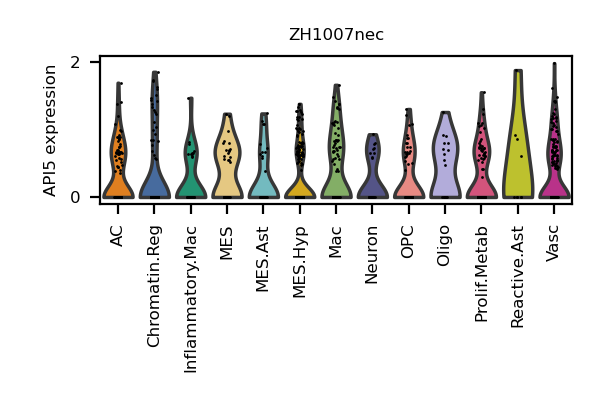 ZH1007nec
API5 expression
2
0
AC
Chromatin.Reg
Inflammatory.Mac
MES
MES.Ast
MES.Hyp
Mac
Neuron
OPC
Oligo
Prolif.Metab
Reactive.Ast
Vasc